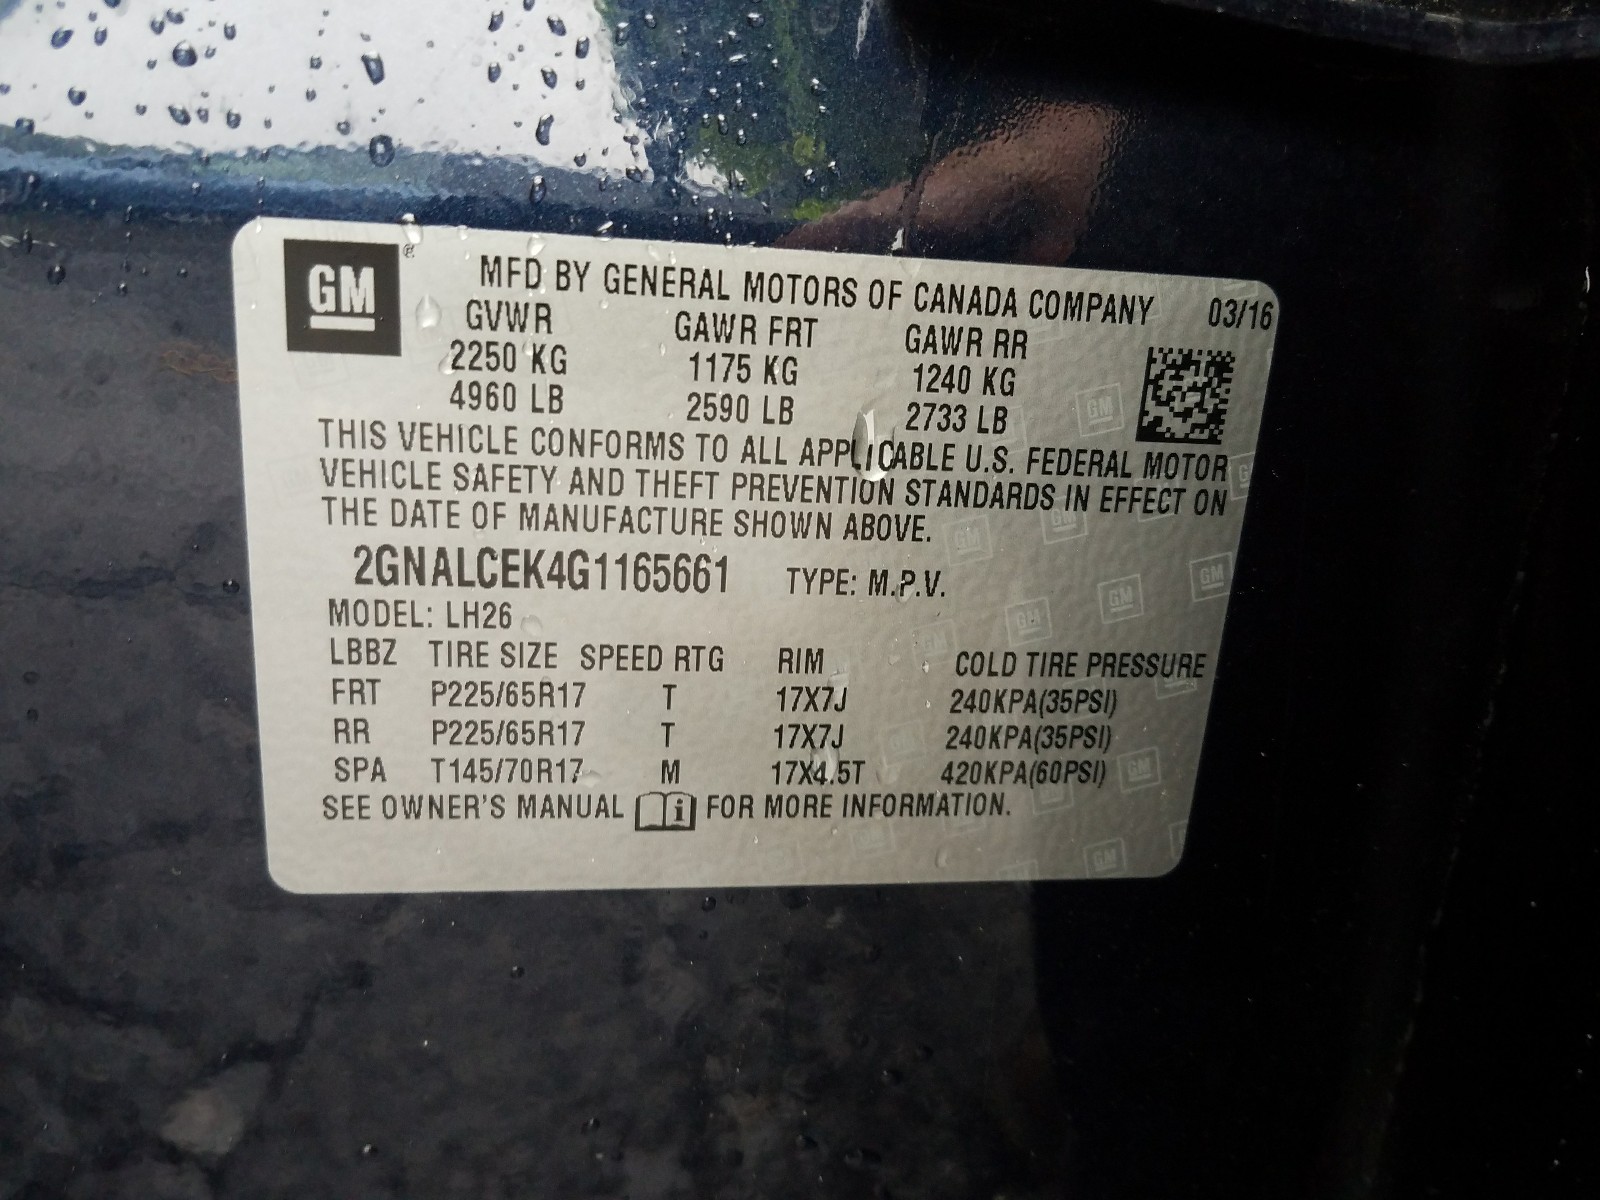 GM ®
MFD BY GENERAL MOTORS OF CANADA COMPANY 03/16
GVWR GAWR FRT GAWR RR
2250 KG 1175 KG 1240 KG
4960 LB 2590 LB 2733 LB
THIS VEHICLE CONFORMS TO ALL APPLICABLE U.S. FEDERAL MOTOR
VEHICLE SAFETY AND THEFT PREVENTION STANDARDS IN EFFECT ON
THE DATE OF MANUFACTURE SHOWN ABOVE.
2GNALCEK4G1165661 TYPE: M.P.V.
MODEL: LH26
LBBZ TIRE SIZE SPEED RTG RIM COLD TIRE PRESSURE
FRT P225/65R17 T 17X7J 240KPA(35PSI)
RR P225/65R17 T 17X7J 240KPA(35PSI)
SPA T145/70R17 M 17X4.5T 420KPA(60PSI)
SEE OWNER'S MANUAL i FOR MORE INFORMATION.